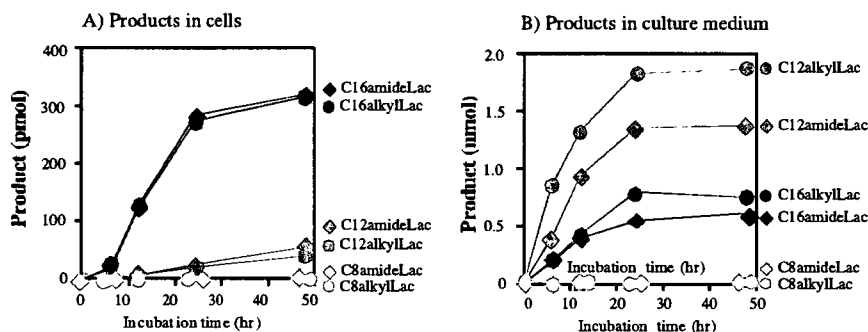 A) Products in cells
400
300
200
100
0
Product (pmol)
0 10 20 30 40 50
Incubation time (hr)
C16amideLac
C16alkylLac
C12amideLac
C12alkylLac
C8amideLac
C8alkylLac
B) Products in culture medium
2.0
1.5
1.0
0.5
0
Product (nmol)
Incubation time (hr)
0 10 20 30 40 50
Incubation time (hr)
C12alkylLac
C12amideLac
C16alkylLac
C16amideLac
C8amideLac
C8alkylLac